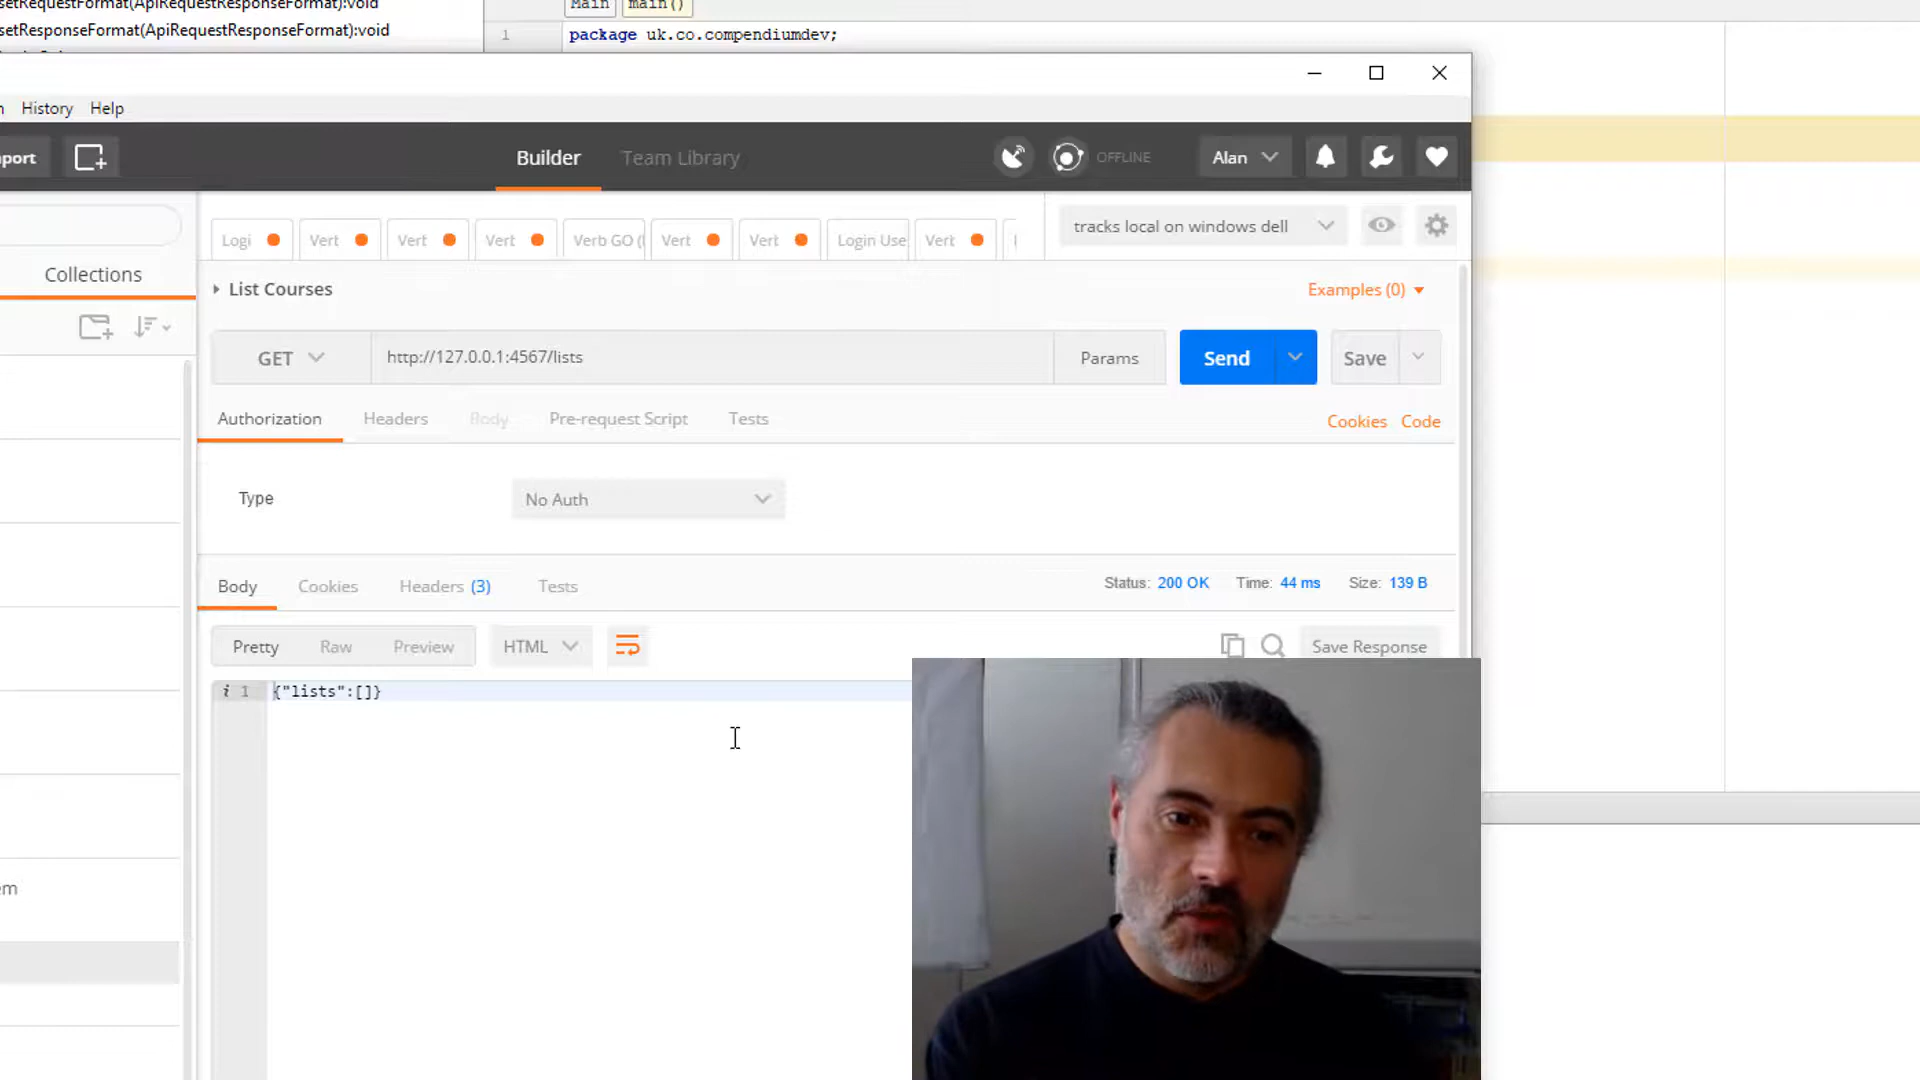 setRequestFormat(ApiRequestResponseFormat):void
setResponseFormat(ApiRequestResponseFormat):void
Main main()
1 package uk.co.compendiumdev;
History Help
port Builder Team Library OFFLINE Alan
Logi Vert Vert Vert Verb GO ( Vert Vert Login Use Vert
tracks local on windows dell
Collections
List Courses Examples (0)
GET http://127.0.0.1:4567/lists Params Send Save
Authorization Headers Body Pre-request Script Tests Cookies Code
Type No Auth
Body Cookies Headers (3) Tests Status: 200 OK Time: 44 ms Size: 139 B
Pretty Raw Preview HTML Save Response
i 1 {"lists":[]}
em